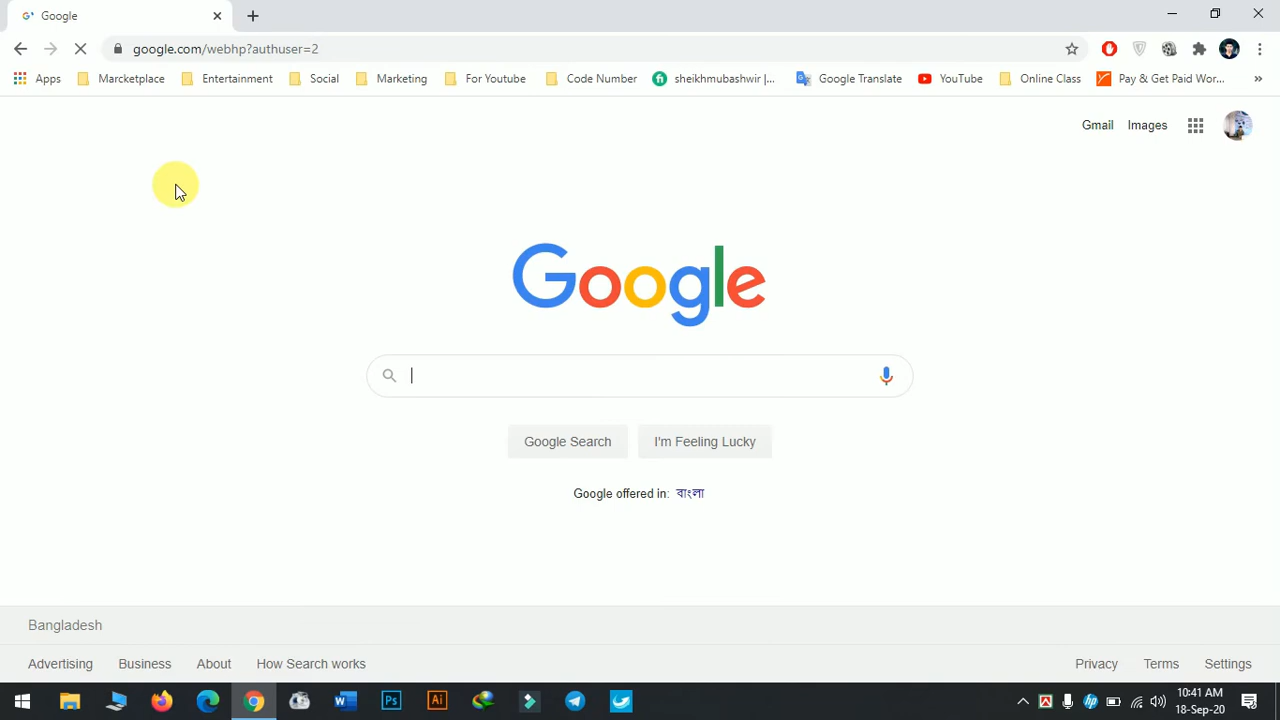 Google
google.com/webhp?authuser=2
Apps Marcketplace Entertainment Social Marketing For Youtube Code Number sheikhmubashwir |... Google Translate YouTube Online Class Pay & Get Paid Wor... »
Gmail Images
Google
Google Search I'm Feeling Lucky
Google offered in: বাংলা
Bangladesh
Advertising Business About How Search works Privacy Terms Settings
10:41 AM
18-Sep-20